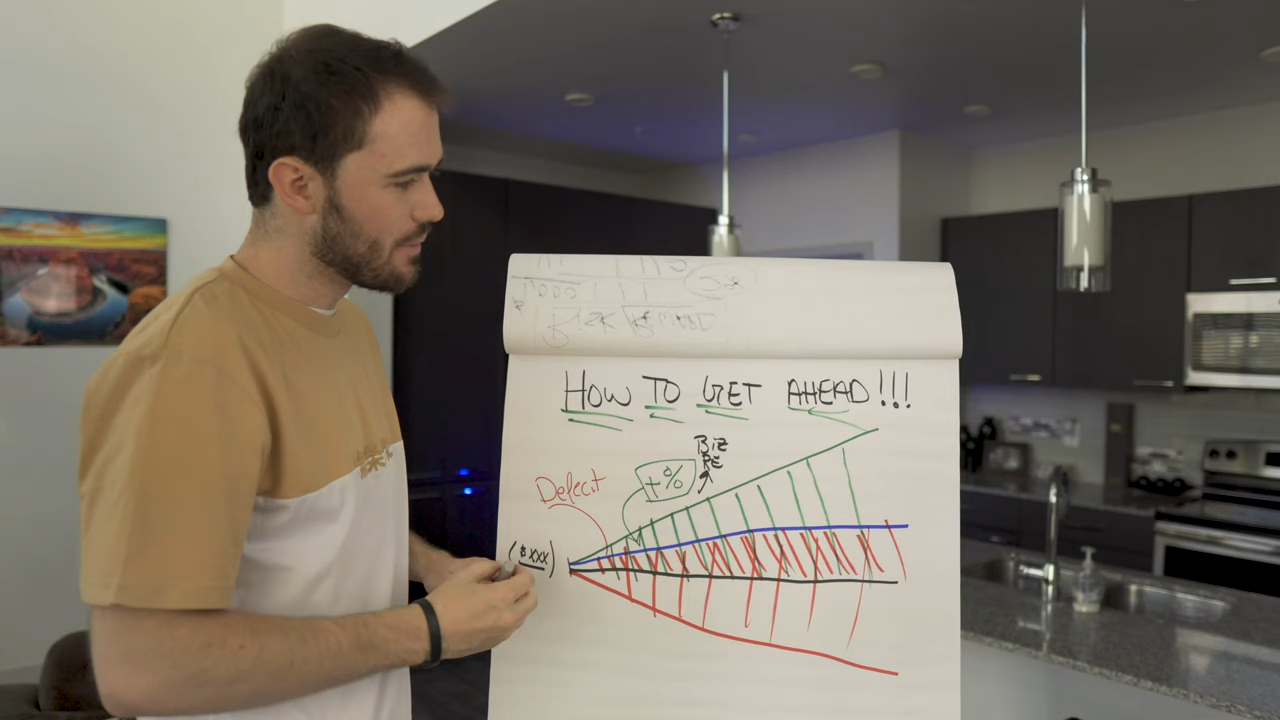 HOW TO GET AHEAD!!!
BIZ
RE
+%
Defecit
($xxx)